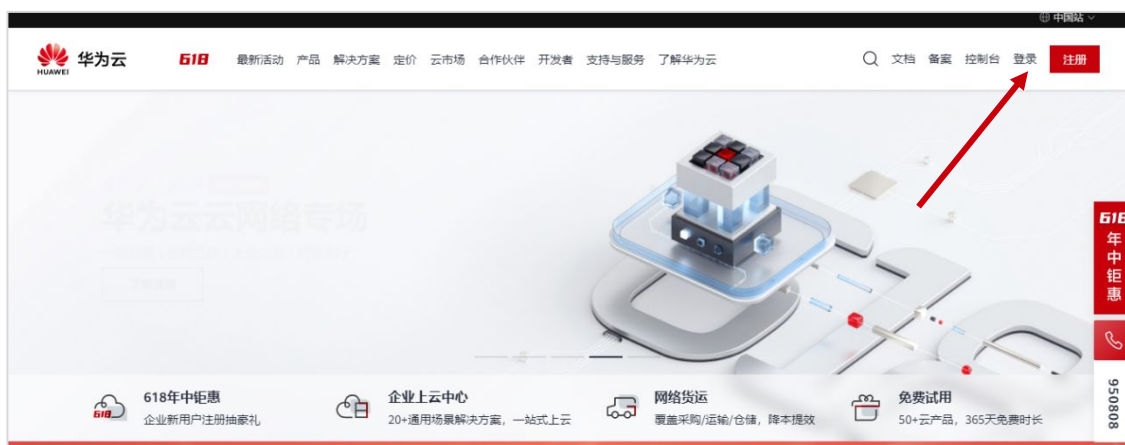 中国站
HUAWEI
华为云
618
最新活动 产品 解决方案 定价 云市场 合作伙伴 开发者 支持与服务 了解华为云
文档 备案 控制台 登录 注册
华为云云网络专场
618
年中钜惠
950808
618
618年中钜惠
企业新用户注册抽豪礼
企业上云中心
20+通用场景解决方案，一站式上云
网络货运
覆盖采购/运输/仓储，降本提效
免费试用
50+云产品，365天免费时长